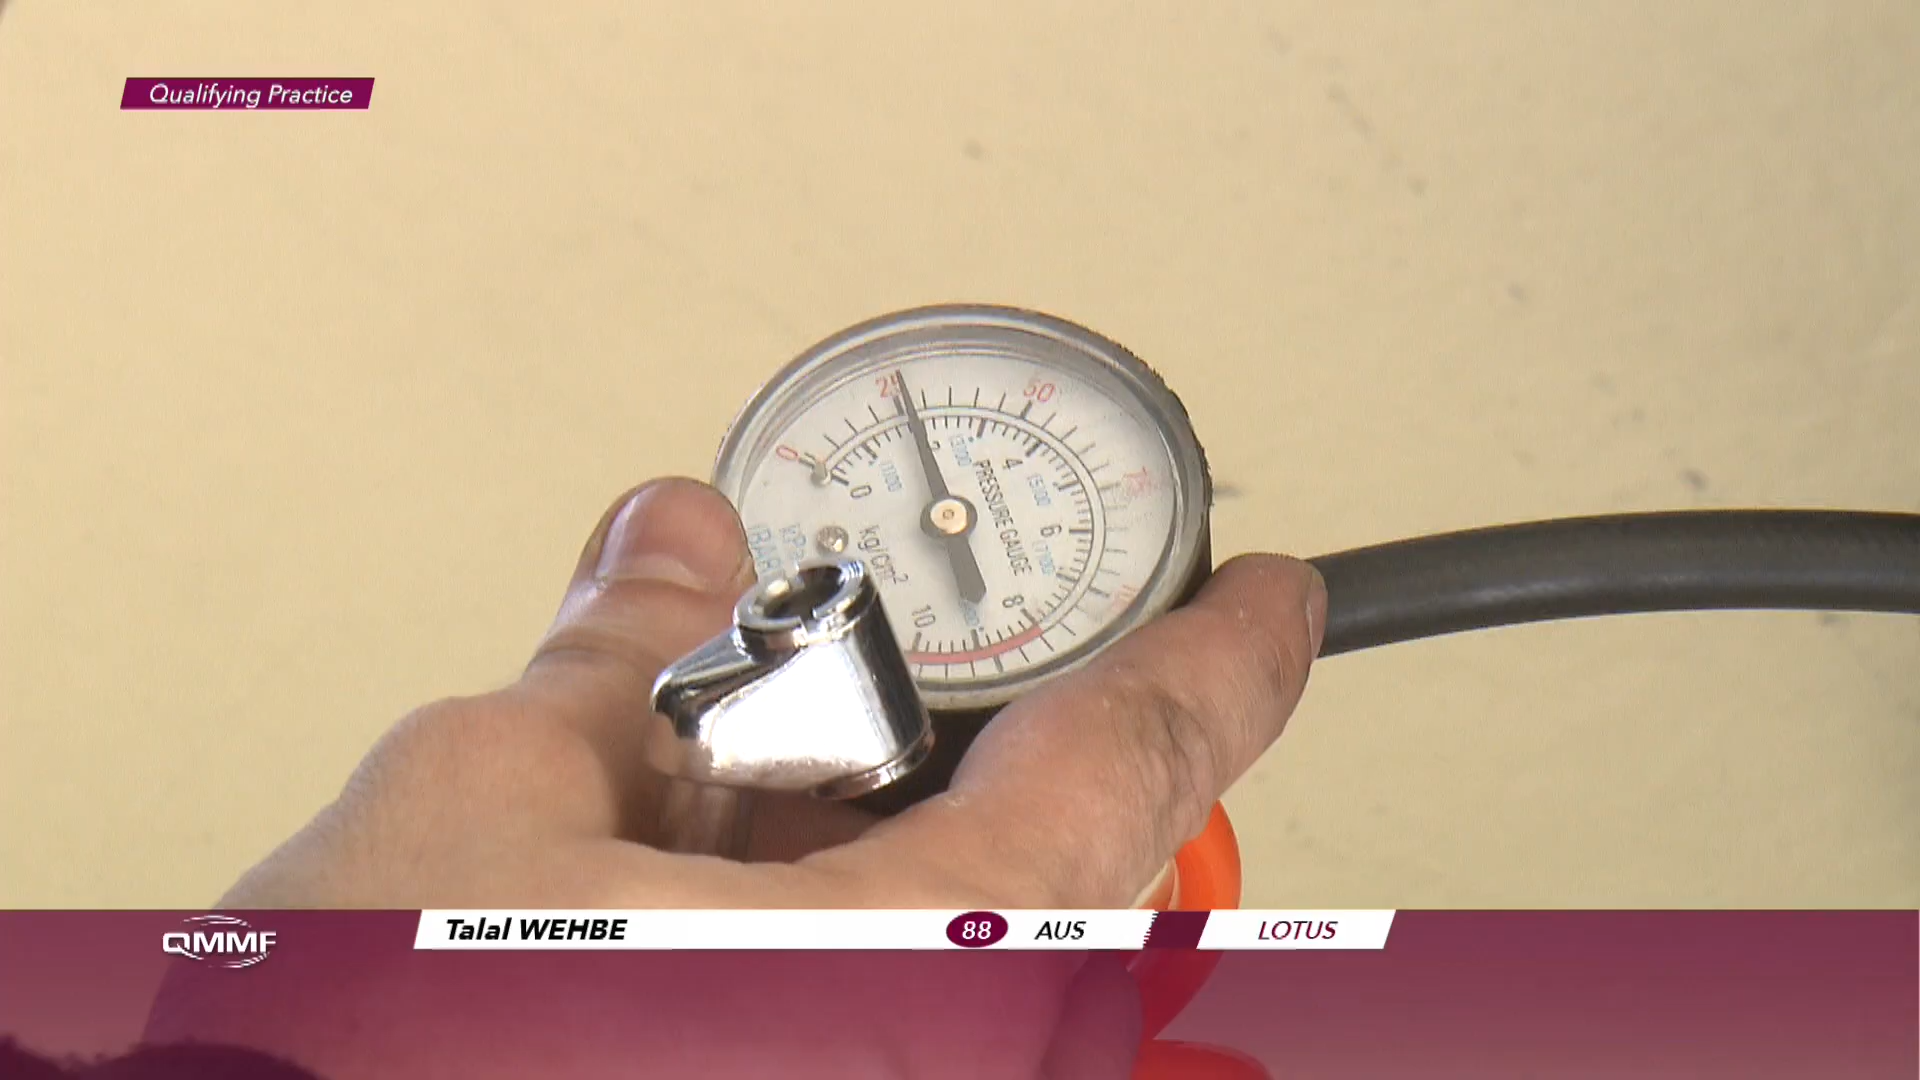 Qualifying Practice
25
50
0
75
2
4
6
8
10
0
PRESSURE GAUGE
kg/cm²
kPa
(BAR)
QMMF
Talal WEHBE
88
AUS
LOTUS